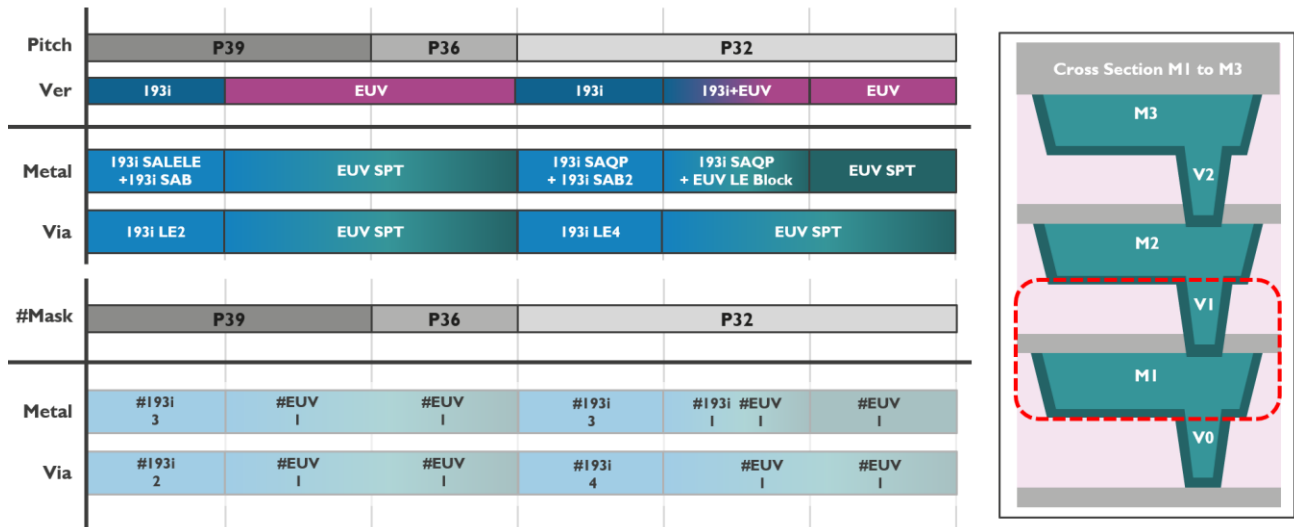 Pitch P39 P36 P32
Ver 193i EUV 193i 193i+EUV EUV
Metal 193i SALELE +193i SAB EUV SPT 193i SAQP + 193i SAB2 193i SAQP + EUV LE Block EUV SPT
Via 193i LE2 EUV SPT 193i LE4 EUV SPT
#Mask P39 P36 P32
Metal #193i 3 #EUV 1 #EUV 1 #193i 3 #193i #EUV 1 1 #EUV 1
Via #193i 2 #EUV 1 #EUV 1 #193i 4 #EUV 1 #EUV 1
Cross Section M1 to M3
M3
V2
M2
V1
M1
V0